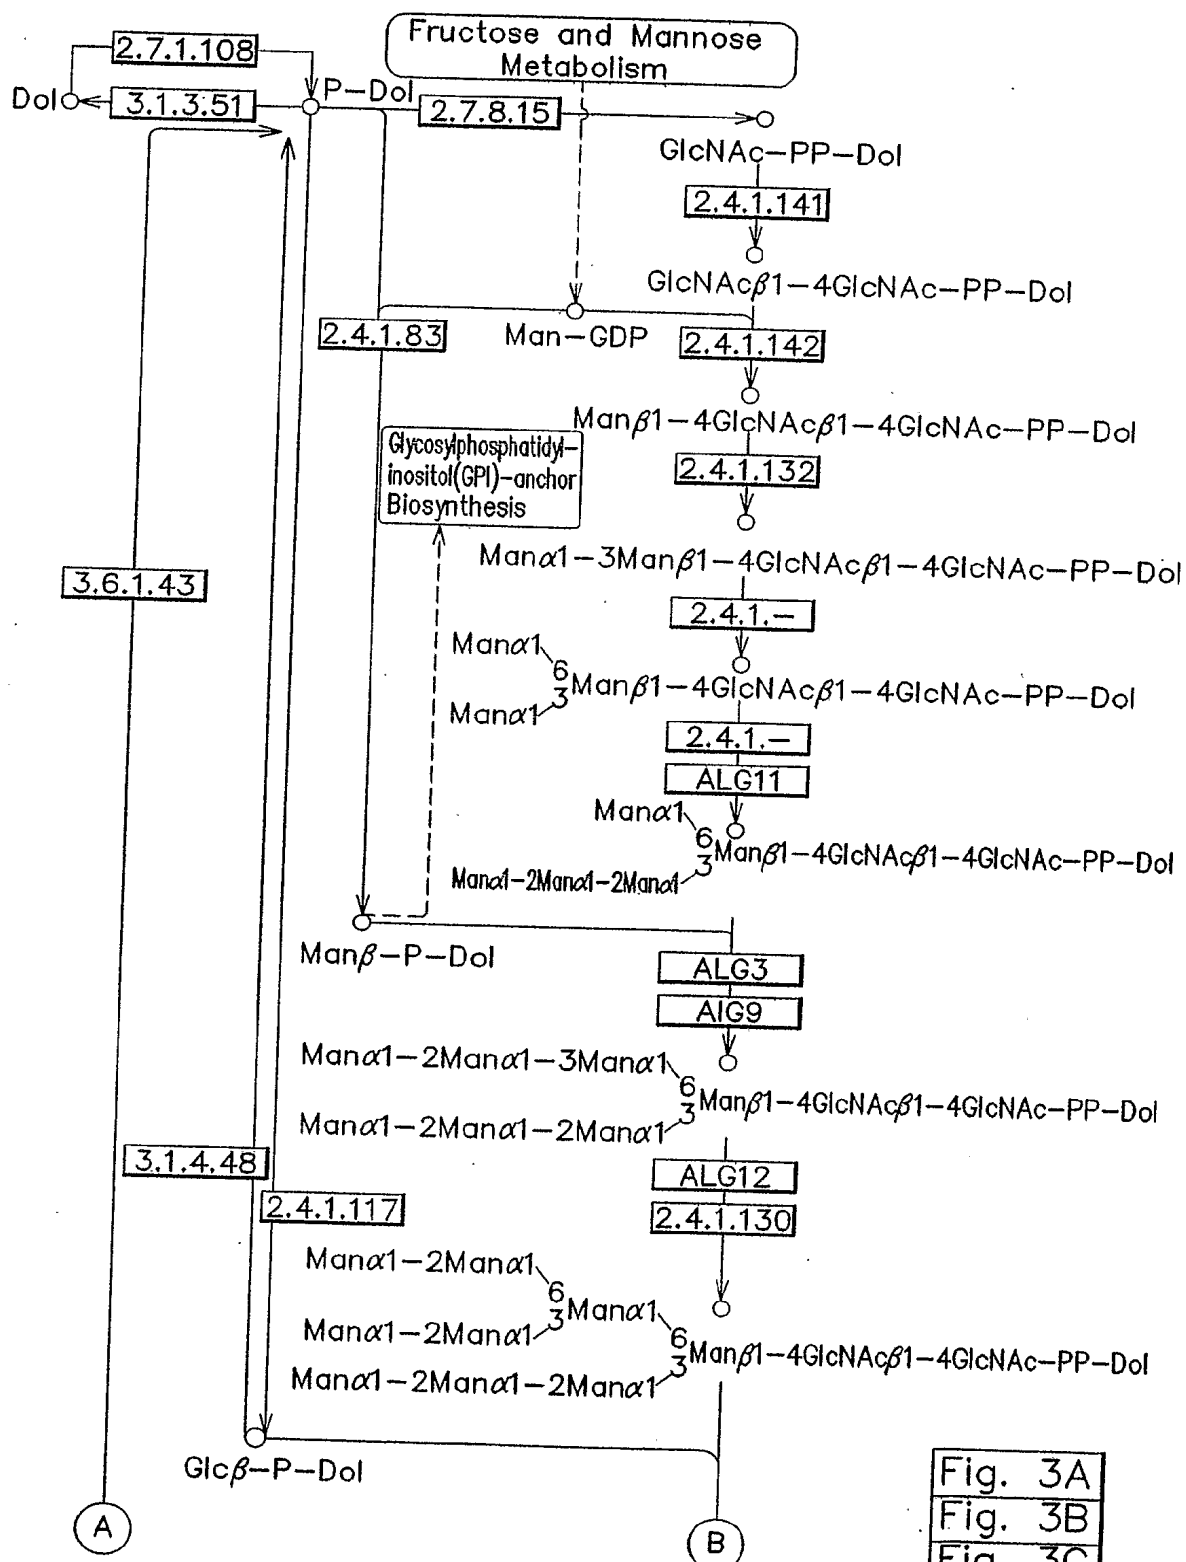 Fructose and Mannose
Metabolism
2.7.1.108
Dol
3.1.3.51
P-Dol
2.7.8.15
GlcNAc-PP-Dol
2.4.1.141
GlcNAcβ1-4GlcNAc-PP-Dol
2.4.1.83
Man-GDP
2.4.1.142
Manβ1-4GlcNAcβ1-4GlcNAc-PP-Dol
Glycosylphosphatidyl-
inositol(GPI)-anchor
Biosynthesis
2.4.1.132
Manα1-3Manβ1-4GlcNAcβ1-4GlcNAc-PP-Dol
3.6.1.43
2.4.1.-
Manα1
6
3
Manβ1-4GlcNAcβ1-4GlcNAc-PP-Dol
Manα1
2.4.1.-
ALG11
Manα1
6
3
Manβ1-4GlcNAcβ1-4GlcNAc-PP-Dol
Manα1-2Manα1-2Manα1
Manβ-P-Dol
ALG3
AlG9
Manα1-2Manα1-3Manα1
6
3
Manβ1-4GlcNAcβ1-4GlcNAc-PP-Dol
Manα1-2Manα1-2Manα1
3.1.4.48
ALG12
2.4.1.117
2.4.1.130
Manα1-2Manα1
6
3
Manα1
Manα1-2Manα1
6
3
Manβ1-4GlcNAcβ1-4GlcNAc-PP-Dol
Manα1-2Manα1-2Manα1
Glcβ-P-Dol
A
B
Fig. 3A
Fig. 3B
Fig. 3C